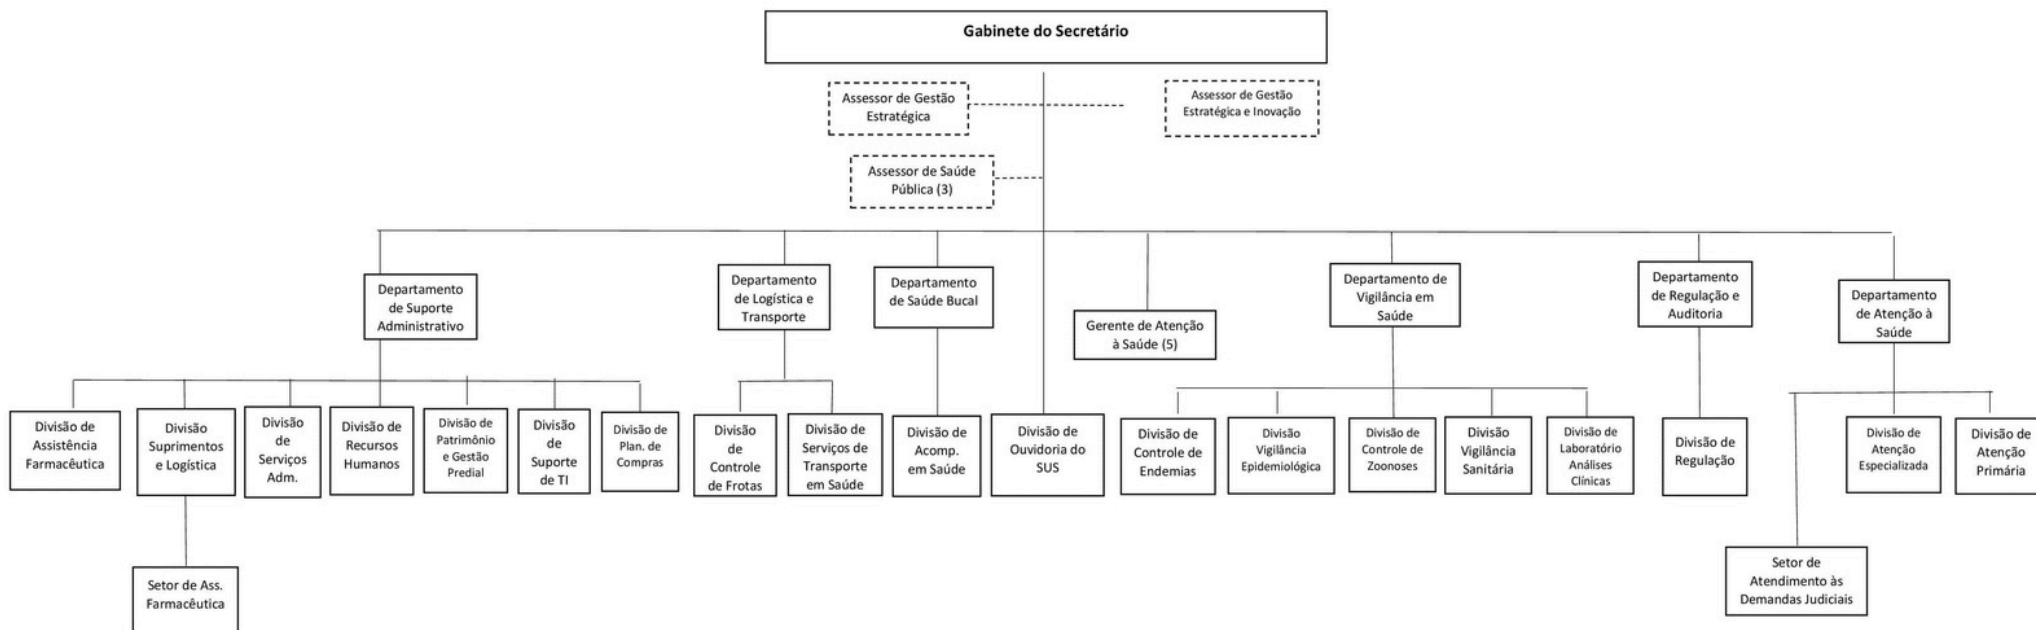 Gabinete do Secretário
Assessor de Gestão
Estratégica
Assessor de Gestão
Estratégica e Inovação
Assessor de Saúde
Pública (3)
Departamento
de Suporte
Administrativo
Departamento
de Logística e
Transporte
Departamento
de Saúde Bucal
Gerente de Atenção
à Saúde (5)
Departamento de
Vigilância em
Saúde
Departamento
de Regulação e
Auditoria
Departamento
de Atenção à
Saúde
Divisão de
Assistência
Farmacêutica
Divisão
Suprimentos
e Logística
Divisão
de
Serviços
Adm.
Divisão de
Recursos
Humanos
Divisão de
Patrimônio
e Gestão
Predial
Divisão
de
Suporte
de TI
Divisão de
Plan. de
Compras
Divisão
de
Controle
de Frotas
Divisão de
Serviços de
Transporte
em Saúde
Divisão de
Acomp.
em Saúde
Divisão de
Ouvidoria do
SUS
Divisão de
Controle de
Endemias
Divisão
Vigilância
Epidemiológica
Divisão de
Controle de
Zoonoses
Divisão
Vigilância
Sanitária
Divisão de
Laboratório
Análises
Clínicas
Divisão de
Regulação
Divisão de
Atenção
Especializada
Divisão de
Atenção
Primária
Setor de Ass.
Farmacêutica
Setor de
Atendimento às
Demandas Judiciais